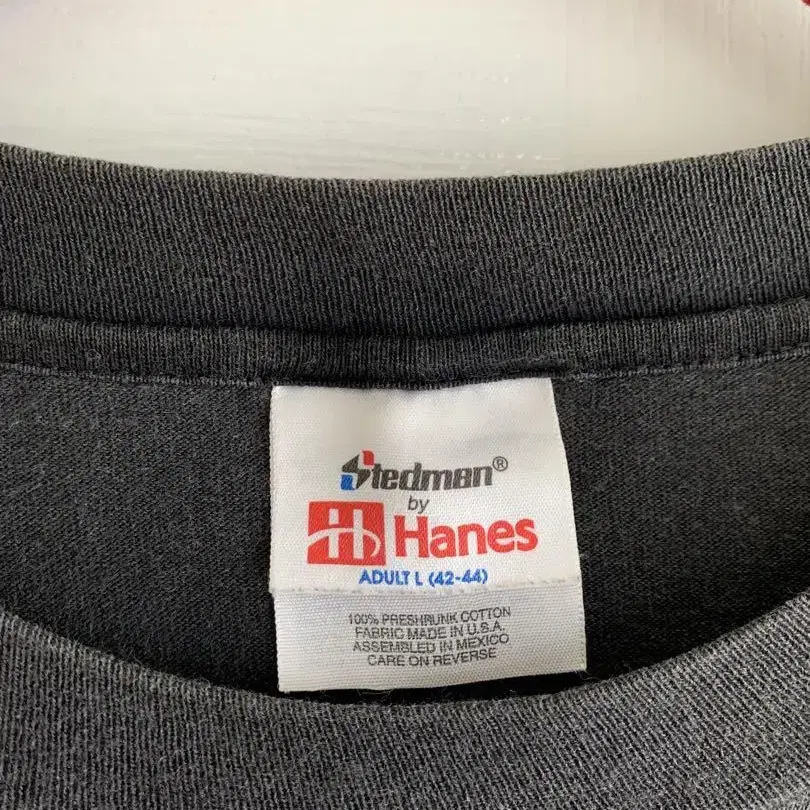 Stedman®
by
H Hanes
ADULT L (42-44)
100% PRESHRUNK COTTON
FABRIC MADE IN U.S.A.
ASSEMBLED IN MEXICO
CARE ON REVERSE